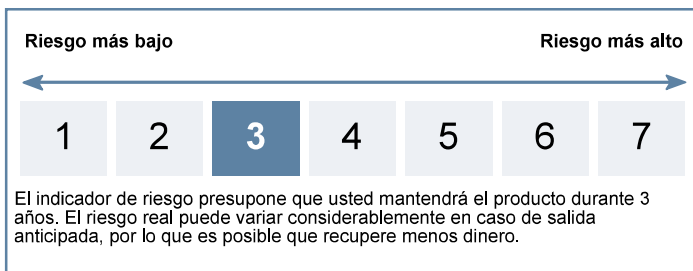 Riesgo más bajo Riesgo más alto
1 2 3 4 5 6 7
El indicador de riesgo presupone que usted mantendrá el producto durante 3
años. El riesgo real puede variar considerablemente en caso de salida
anticipada, por lo que es posible que recupere menos dinero.